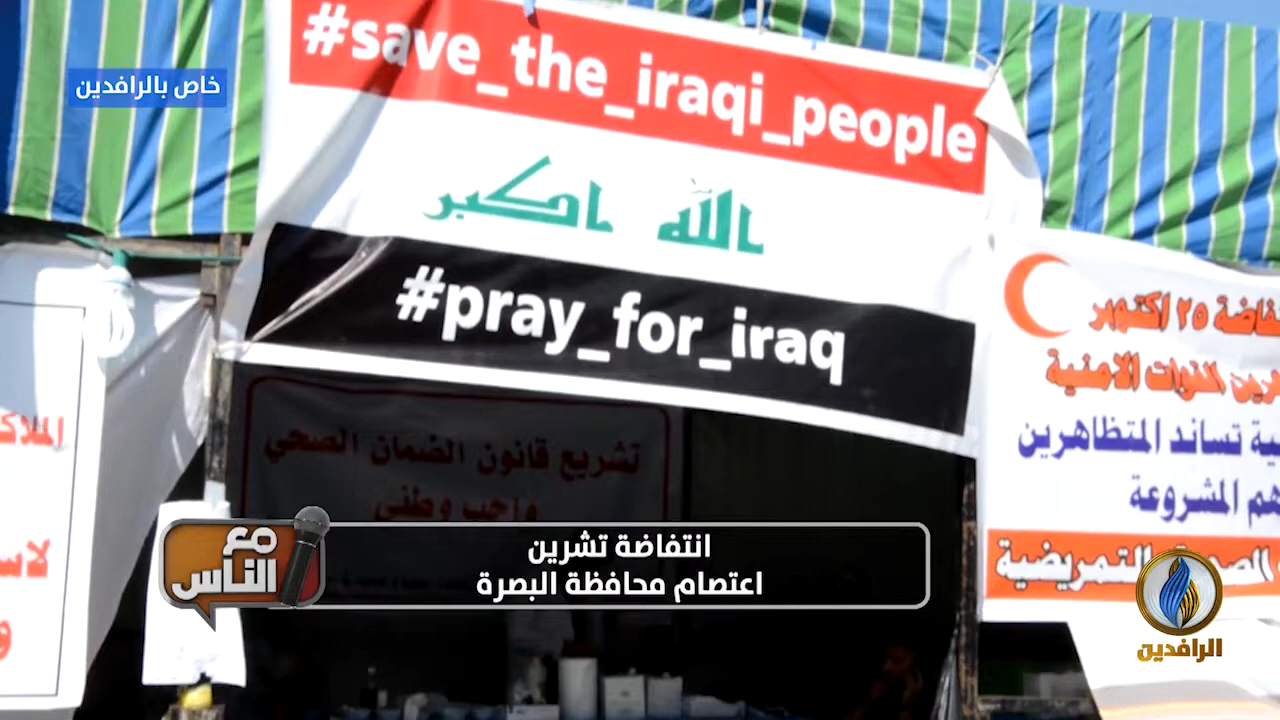 #save_the_iraqi_people
خاص بالرافدين
الله اكبر
#pray_for_iraq
٢٥ اكتوبر
القوات الامنية
تساند المتظاهرين
المشروعة
التمريضية
تشريع قانون الضمان الصحي
واجب وطني
مع
الناس
انتفاضة تشرين
اعتصام محافظة البصرة
الرافدين